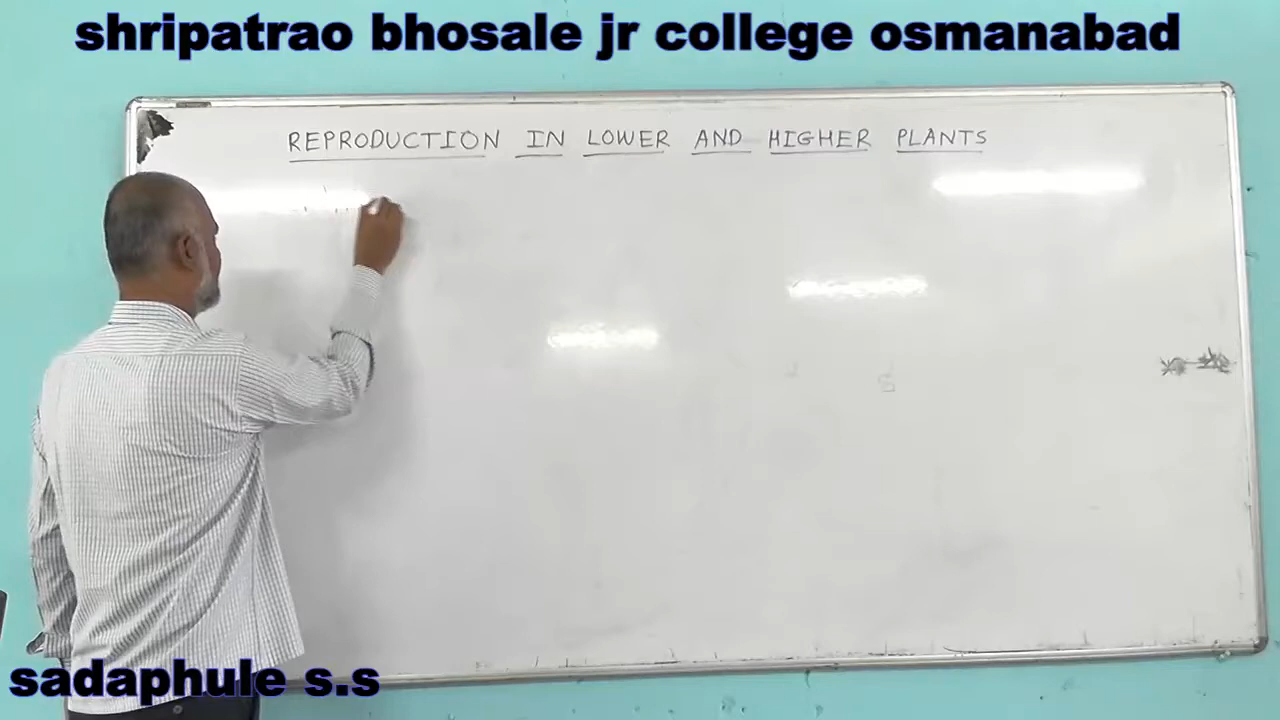 shripatrao bhosale jr college osmanabad
REPRODUCTION IN LOWER AND HIGHER PLANTS
sadaphule s.s